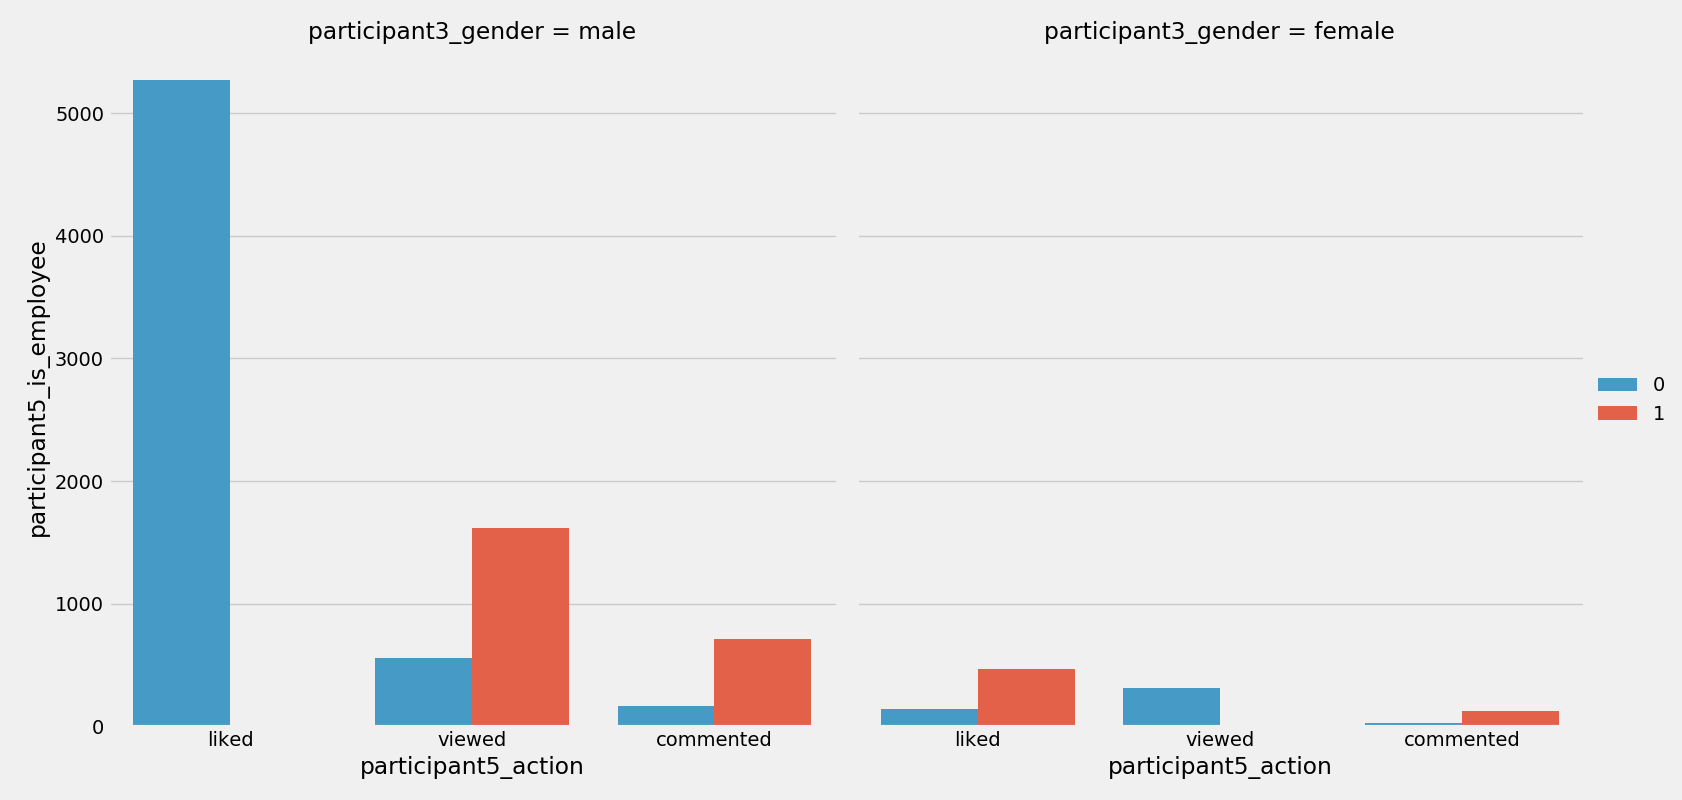 participant3_gender = male
participant3_gender = female
participant5_is_employee
5000
4000
3000
2000
1000
0
liked viewed commented
liked viewed commented
participant5_action
participant5_action
0
1